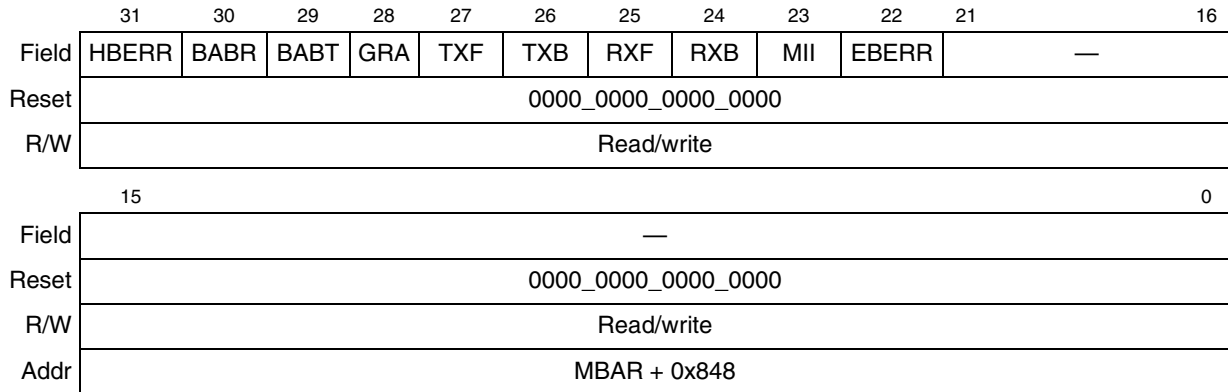 31 30 29 28 27 26 25 24 23 22 21 16
Field HBERR BABR BABT GRA TXF TXB RXF RXB MII EBERR —
Reset 0000_0000_0000_0000
R/W Read/write
15 0
Field —
Reset 0000_0000_0000_0000
R/W Read/write
Addr MBAR + 0x848